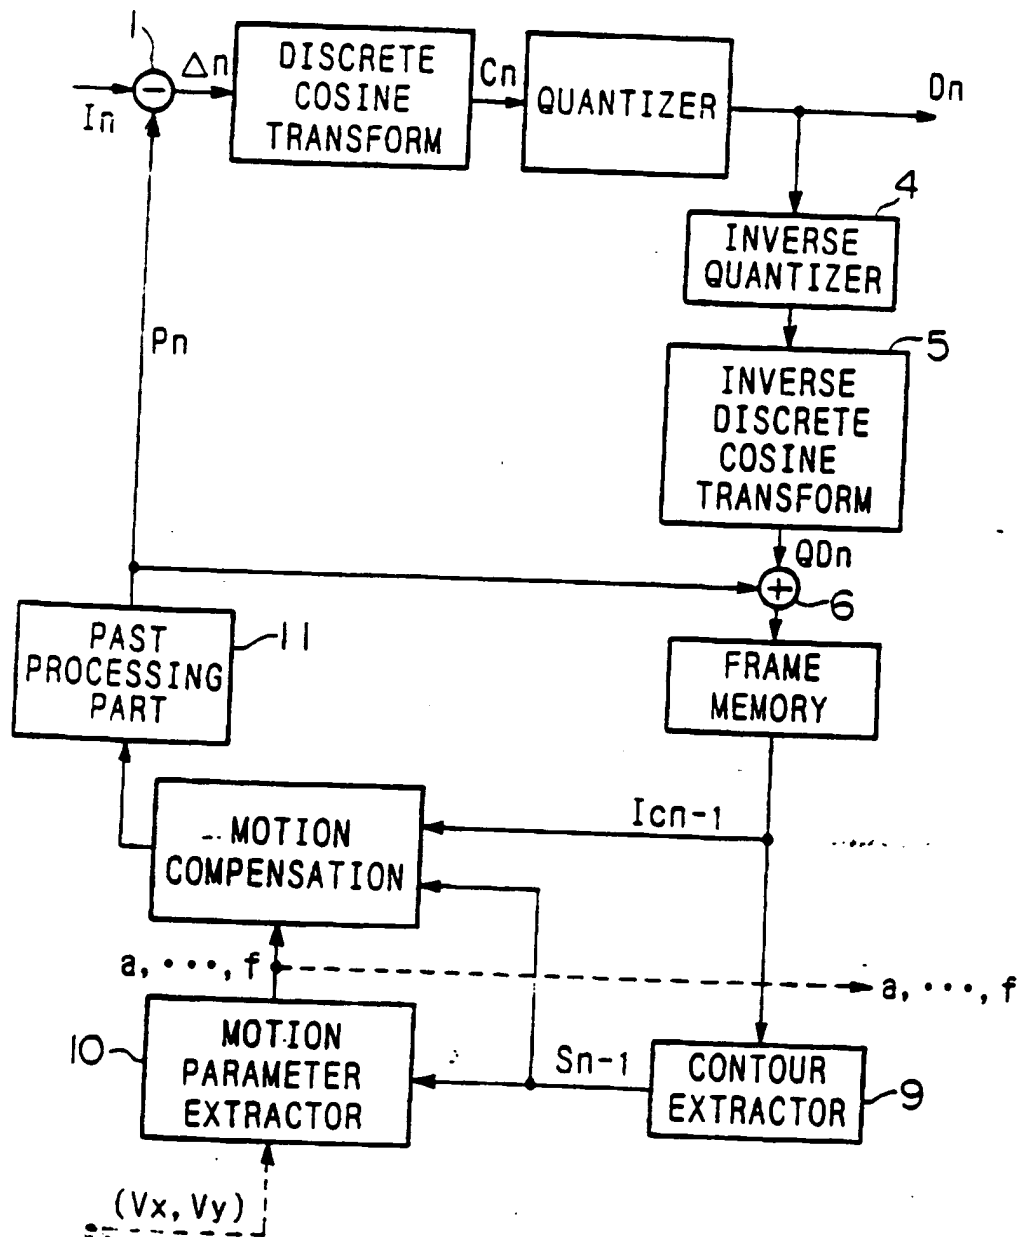 1
In
Δn
DISCRETE
COSINE
TRANSFORM
Cn
QUANTIZER
Dn
4
INVERSE
QUANTIZER
Pn
5
INVERSE
DISCRETE
COSINE
TRANSFORM
QDn
6
PAST
PROCESSING
PART
11
FRAME
MEMORY
Icn-1
MOTION
COMPENSATION
a, ···, f
a, ···, f
10
MOTION
PARAMETER
EXTRACTOR
Sn-1
CONTOUR
EXTRACTOR
9
(Vx, Vy)